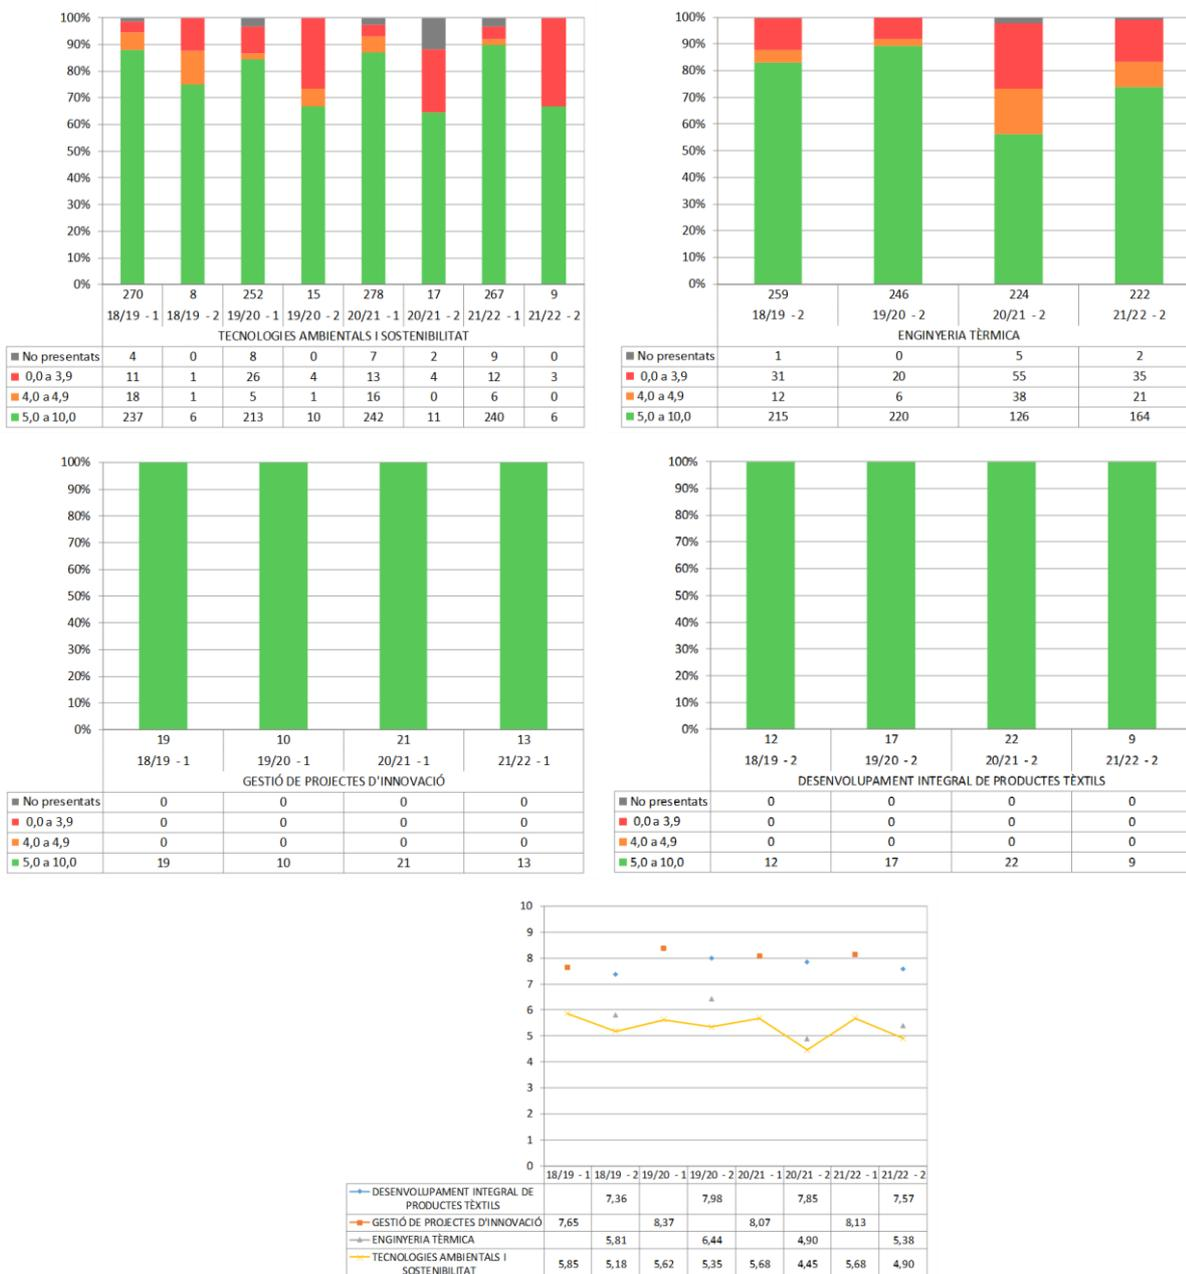 100%
90%
80%
70%
60%
50%
40%
30%
20%
10%
0%
270 8 252 15 278 17 267 9
18/19 - 1 18/19 - 2 19/20 - 1 19/20 - 2 20/21 - 1 20/21 - 2 21/22 - 1 21/22 - 2
TECNOLOGIES AMBIENTALS I SOSTENIBILITAT
No presentats 4 0 8 0 7 2 9 0
0,0 a 3,9 11 1 26 4 13 4 12 3
4,0 a 4,9 18 1 5 1 16 0 6 0
5,0 a 10,0 237 6 213 10 242 11 240 6
100%
90%
80%
70%
60%
50%
40%
30%
20%
10%
0%
259 246 224 222
18/19 - 2 19/20 - 2 20/21 - 2 21/22 - 2
ENGINYERIA TÈRMICA
No presentats 1 0 5 2
0,0 a 3,9 31 20 55 35
4,0 a 4,9 12 6 38 21
5,0 a 10,0 215 220 126 164
100%
90%
80%
70%
60%
50%
40%
30%
20%
10%
0%
19 10 21 13
18/19 - 1 19/20 - 1 20/21 - 1 21/22 - 1
GESTIÓ DE PROJECTES D'INNOVACIÓ
No presentats 0 0 0 0
0,0 a 3,9 0 0 0 0
4,0 a 4,9 0 0 0 0
5,0 a 10,0 19 10 21 13
100%
90%
80%
70%
60%
50%
40%
30%
20%
10%
0%
12 17 22 9
18/19 - 2 19/20 - 2 20/21 - 2 21/22 - 2
DESENVOLUPAMENT INTEGRAL DE PRODUCTES TÈXTILS
No presentats 0 0 0 0
0,0 a 3,9 0 0 0 0
4,0 a 4,9 0 0 0 0
5,0 a 10,0 12 17 22 9
10
9
8
7
6
5
4
3
2
1
0
18/19 - 1 18/19 - 2 19/20 - 1 19/20 - 2 20/21 - 1 20/21 - 2 21/22 - 1 21/22 - 2
DESENVOLUPAMENT INTEGRAL DE
PRODUCTES TÈXTILS 7,36 7,98 7,85 7,57
GESTIÓ DE PROJECTES D'INNOVACIÓ 7,65 8,37 8,07 8,13
ENGINYERIA TÈRMICA 5,81 6,44 4,90 5,38
TECNOLOGIES AMBIENTALS I
SOSTENIBILITAT 5,85 5,18 5,62 5,35 5,68 4,45 5,68 4,90